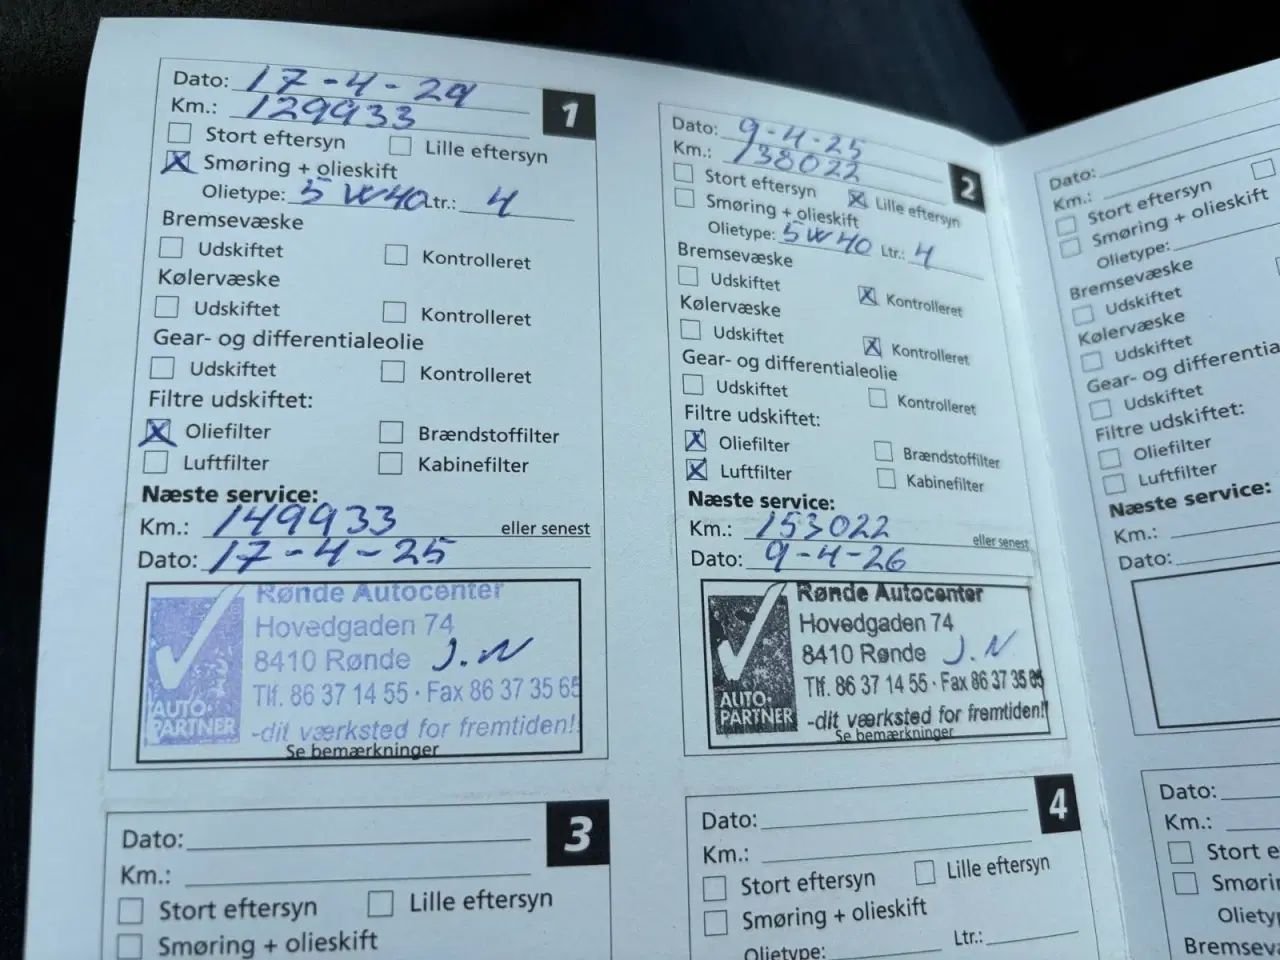 Dato: 17-4-24
Km.: 129933
1
Stort eftersyn
Lille eftersyn
Smøring + olieskift
Olietype: 5W40 Ltr.: 4
Bremsevæske
Udskiftet
Kontrolleret
Kølervæske
Udskiftet
Kontrolleret
Gear- og differentialeolie
Udskiftet
Kontrolleret
Filtre udskiftet:
Oliefilter
Brændstoffilter
Luftfilter
Kabinefilter
Næste service:
Km.: 149933 eller senest
Dato: 17-4-25
Rønde Autocenter
Hovedgaden 74
8410 Rønde J.N
Tlf. 86 37 14 55 · Fax 86 37 35 65
AUTO-
PARTNER
-dit værksted for fremtiden!
Se bemærkninger
Dato: 9-4-25
Km.: 138022
2
Stort eftersyn
Lille eftersyn
Smøring + olieskift
Olietype: 5W40 Ltr.: 4
Bremsevæske
Udskiftet
Kontrolleret
Kølervæske
Udskiftet
Kontrolleret
Gear- og differentialeolie
Udskiftet
Kontrolleret
Filtre udskiftet:
Oliefilter
Brændstoffilter
Luftfilter
Kabinefilter
Næste service:
Km.: 153022 eller senest
Dato: 9-4-26
Rønde Autocenter
Hovedgaden 74
8410 Rønde J.N
Tlf. 86 37 14 55 · Fax 86 37 35 65
AUTO-
PARTNER
-dit værksted for fremtiden!
Se bemærkninger
Dato:
Km.:
Stort eftersyn
Smøring + olieskift
Olietype:
Bremsevæske
Udskiftet
Kølervæske
Udskiftet
Gear- og differentia
Udskiftet
Filtre udskiftet:
Oliefilter
Luftfilter
Næste service:
Km.:
Dato:
Dato:
3
Km.:
Stort eftersyn
Lille eftersyn
Smøring + olieskift
Dato:
4
Km.:
Stort eftersyn
Lille eftersyn
Smøring + olieskift
Olietype:
Ltr.:
Dato:
Km.:
Stort e
Smøri
Olietyp
Bremsevæ